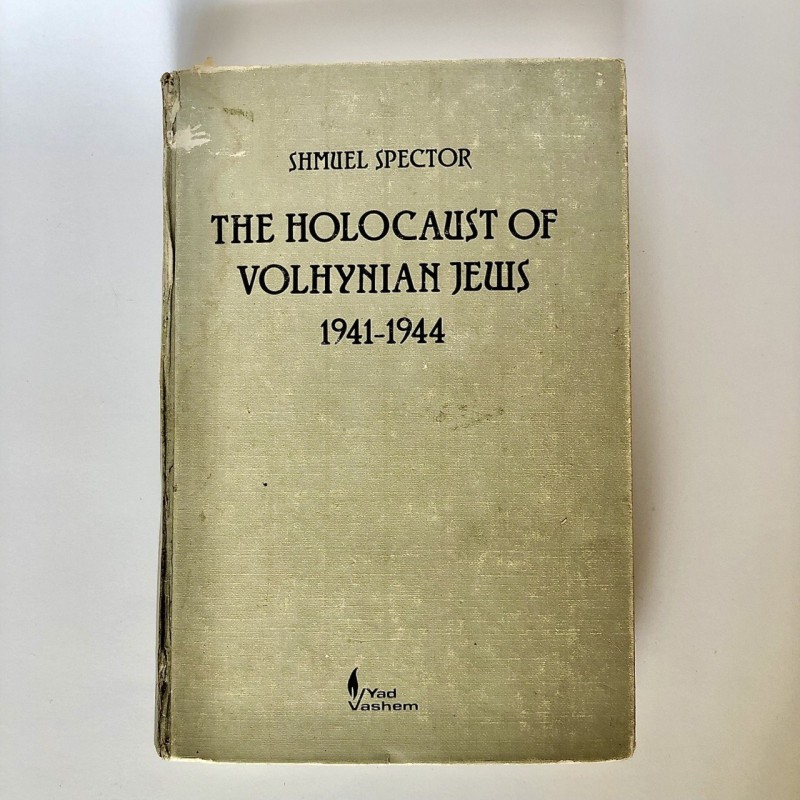 SHMUEL SPECTOR
THE HOLOCAUST OF
VOLHYNIAN JEWS
1941-1944
Yad
Vashem